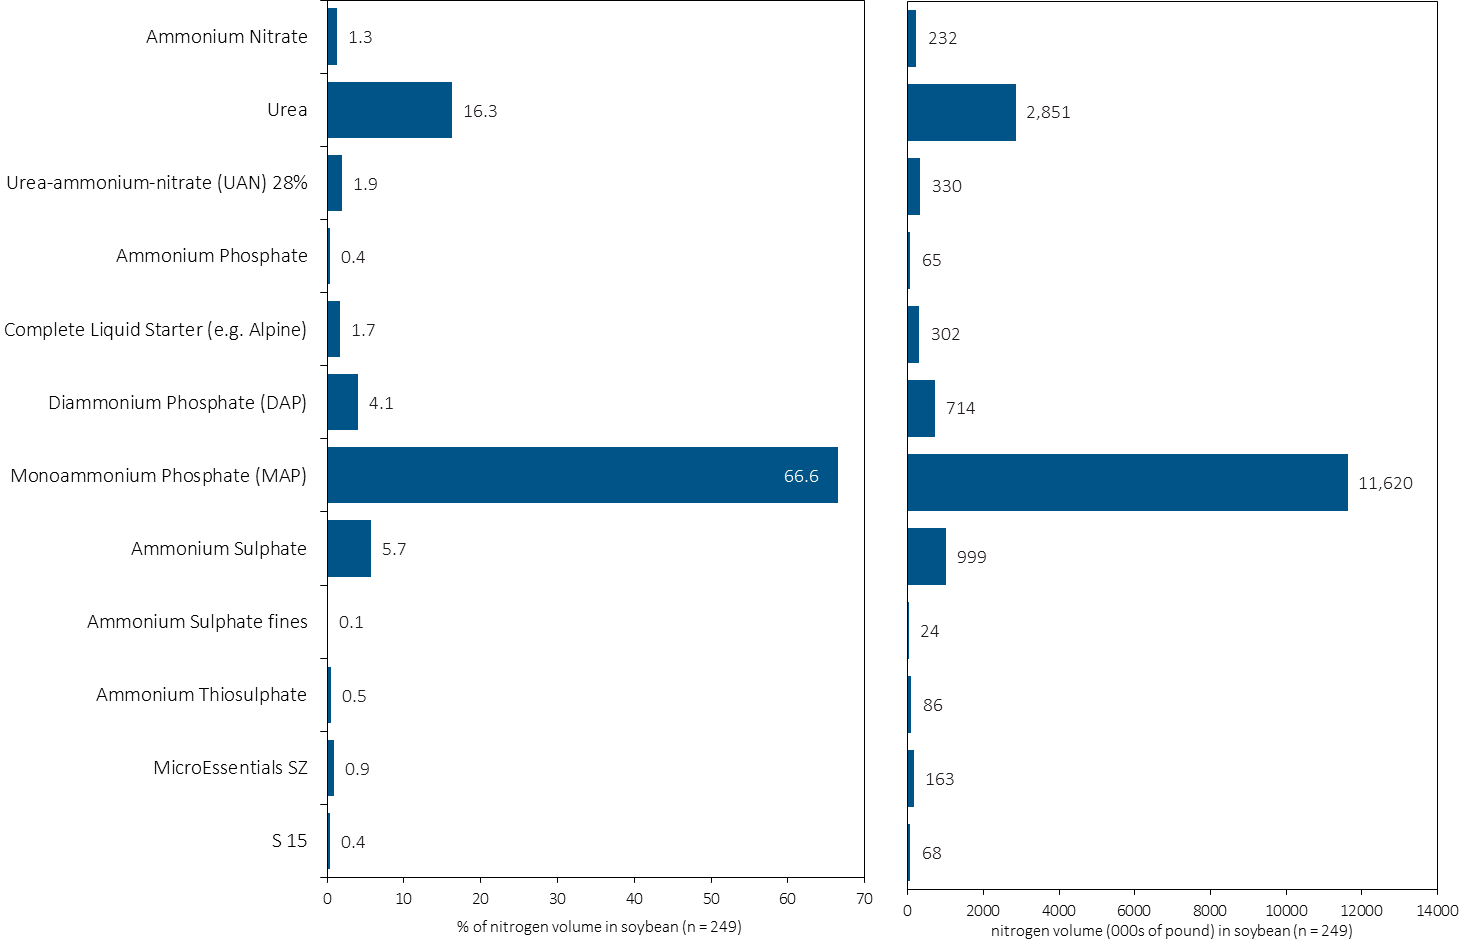 Ammonium Nitrate 1.3 232
Urea 16.3 2,851
Urea-ammonium-nitrate (UAN) 28% 1.9 330
Ammonium Phosphate 0.4 65
Complete Liquid Starter (e.g. Alpine) 1.7 302
Diammonium Phosphate (DAP) 4.1 714
Monoammonium Phosphate (MAP) 66.6 11,620
Ammonium Sulphate 5.7 999
Ammonium Sulphate fines 0.1 24
Ammonium Thiosulphate 0.5 86
MicroEssentials SZ 0.9 163
S 15 0.4 68
0 10 20 30 40 50 60 70
% of nitrogen volume in soybean (n = 249)
0 2000 4000 6000 8000 10000 12000 14000
nitrogen volume (000s of pound) in soybean (n = 249)